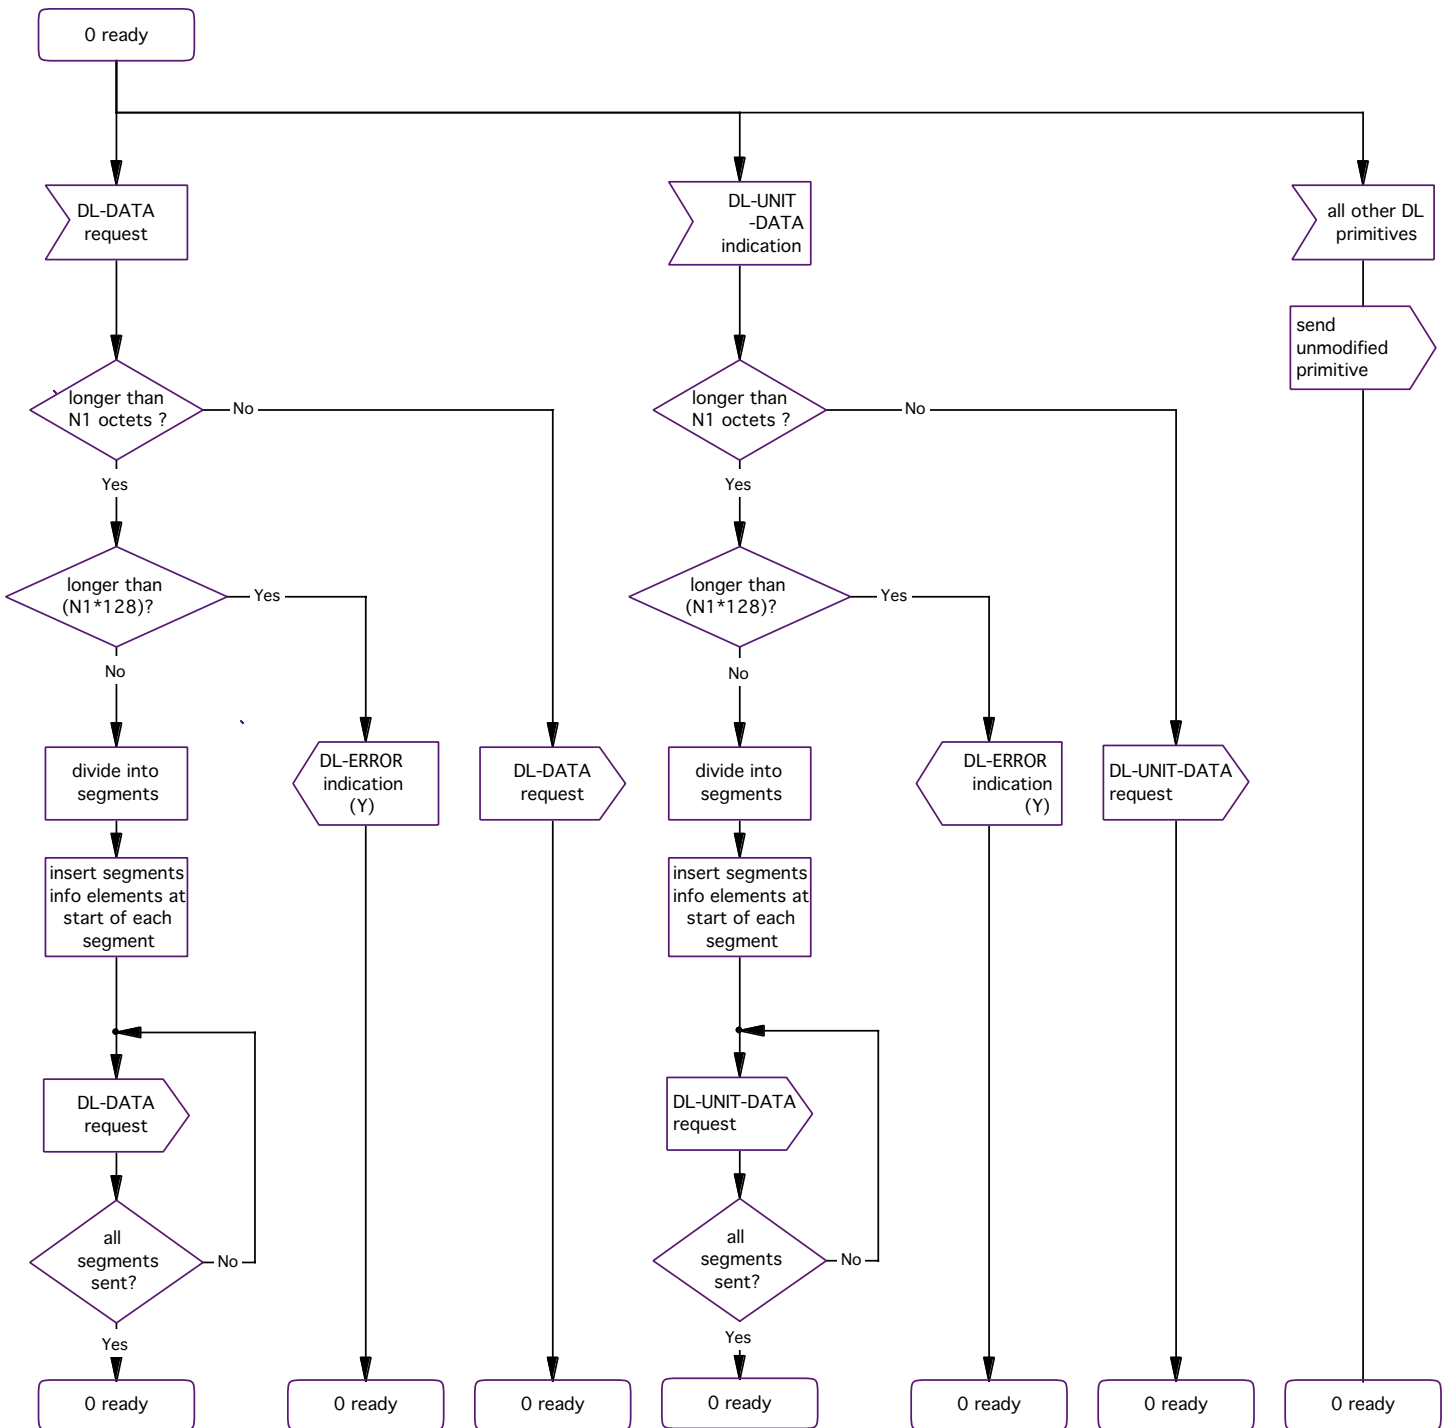 0 ready
DL-DATA
request
DL-UNIT
-DATA
indication
all other DL
primitives
send
unmodified
primitive
longer than
N1 octets ?
No
Yes
longer than
N1 octets ?
No
Yes
longer than
(N1*128)?
Yes
No
longer than
(N1*128)?
Yes
No
divide into
segments
DL-ERROR
indication
(Y)
DL-DATA
request
divide into
segments
DL-ERROR
indication
(Y)
DL-UNIT-DATA
request
insert segments
info elements at
start of each
segment
insert segments
info elements at
start of each
segment
DL-DATA
request
DL-UNIT-DATA
request
all
segments
sent?
No
Yes
all
segments
sent?
No
Yes
0 ready
0 ready
0 ready
0 ready
0 ready
0 ready
0 ready